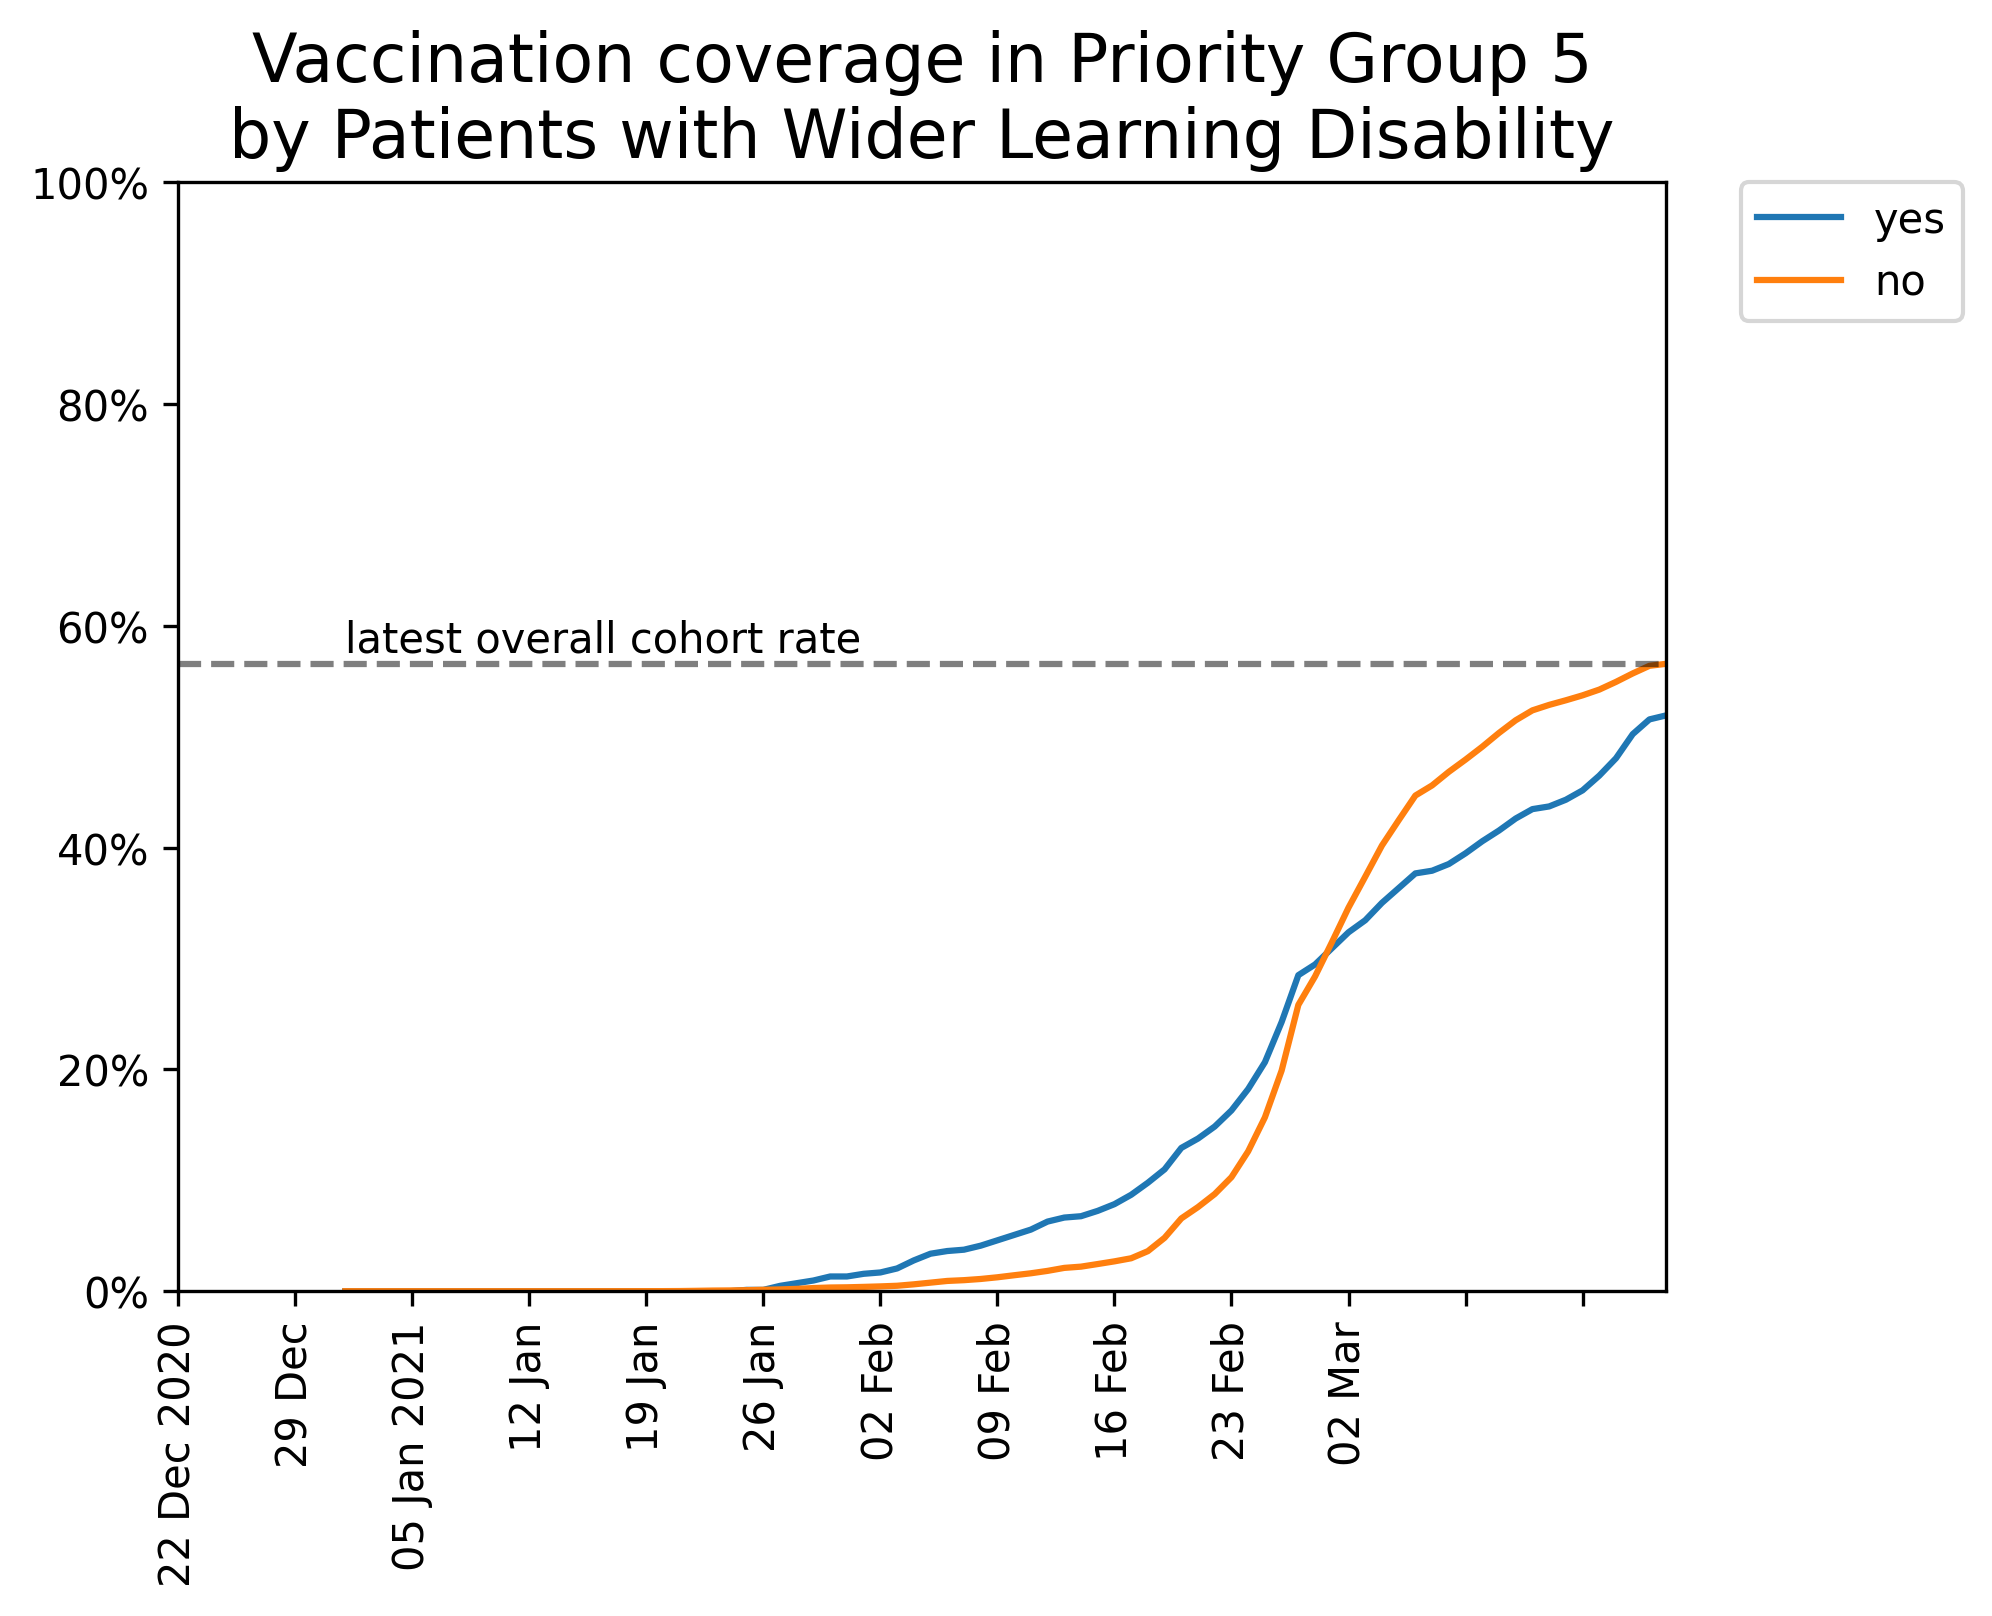 Vaccination coverage in Priority Group 5
by Patients with Wider Learning Disability
100%
80%
60%
40%
20%
0%
latest overall cohort rate
yes
no
22 Dec 2020
29 Dec
05 Jan 2021
12 Jan
19 Jan
26 Jan
02 Feb
09 Feb
16 Feb
23 Feb
02 Mar